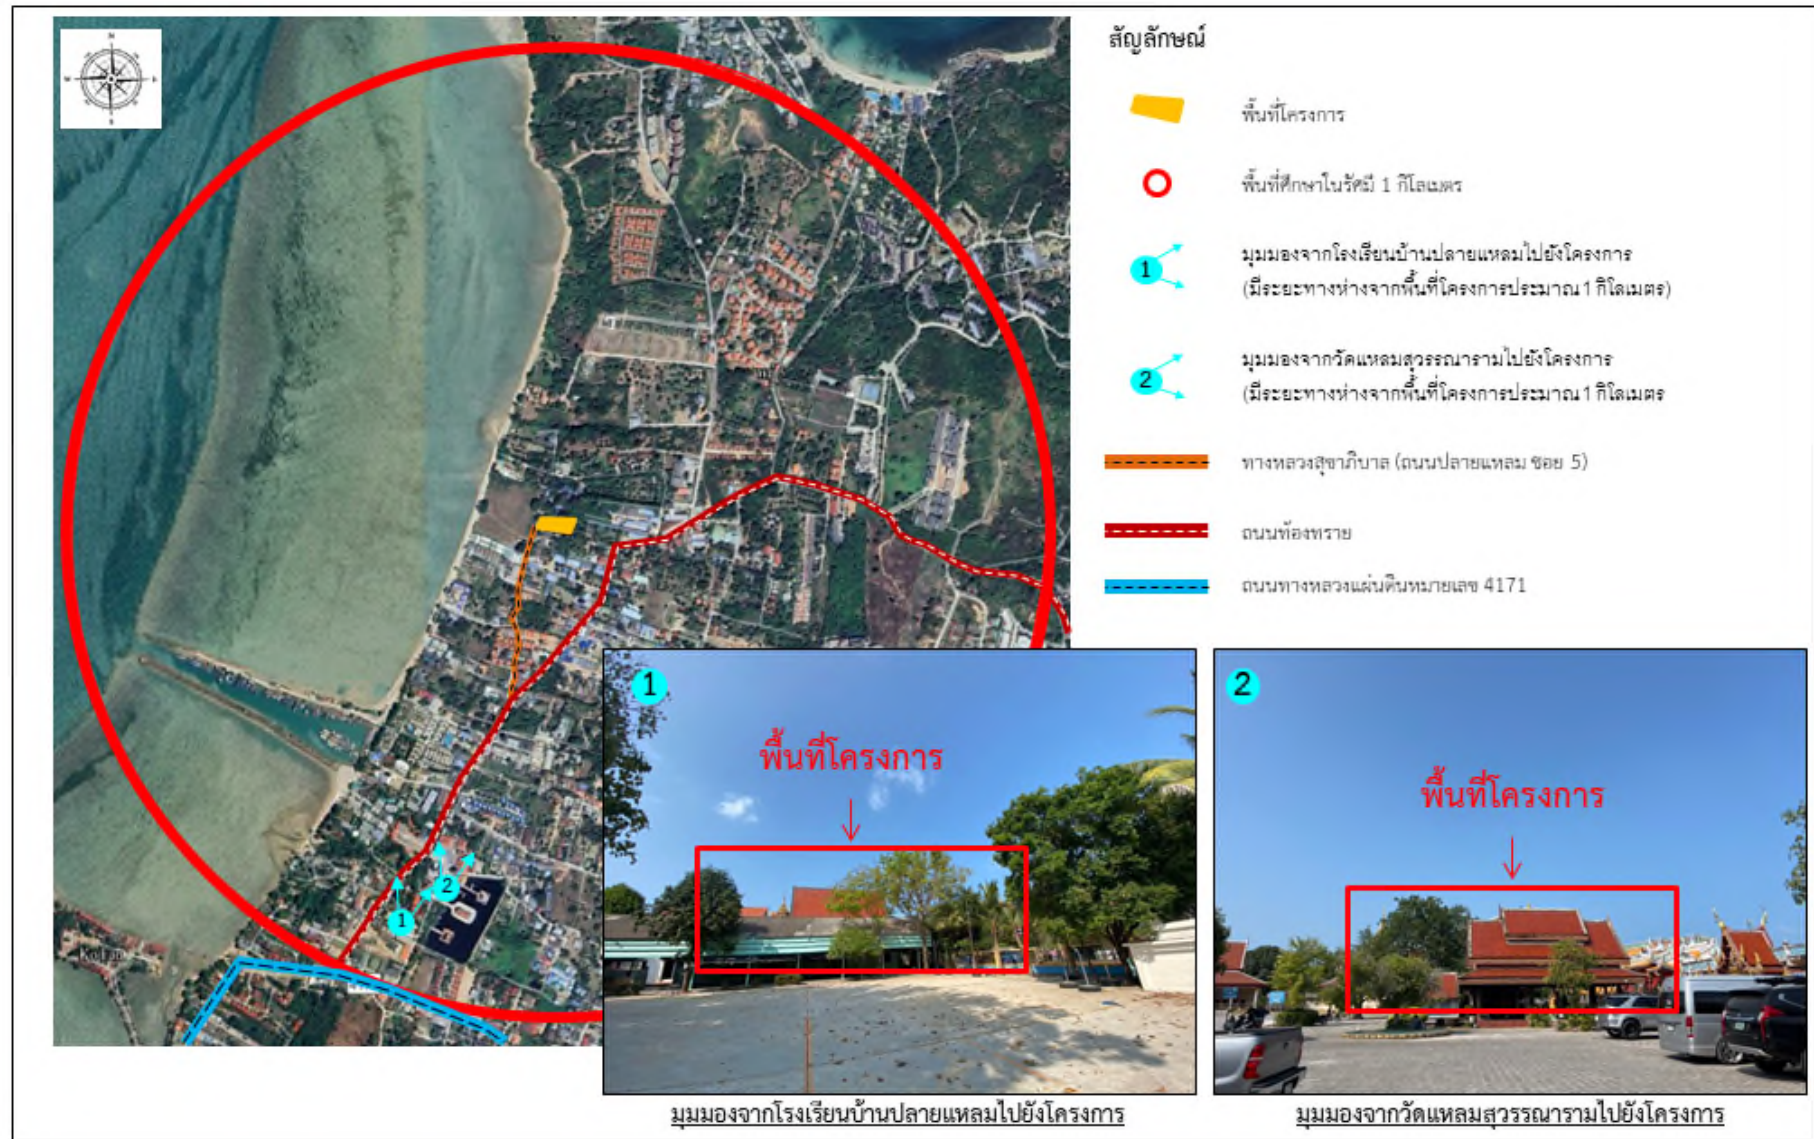 N
W
E
S
สัญลักษณ์
พื้นที่โครงการ
พื้นที่ศึกษาในรัศมี 1 กิโลเมตร
1
มุมมองจากโรงเรียนบ้านปลายแหลมไปยังโครงการ
(มีระยะทางห่างจากพื้นที่โครงการประมาณ 1 กิโลเมตร)
2
มุมมองจากวัดแหลมสุวรรณารามไปยังโครงการ
(มีระยะทางห่างจากพื้นที่โครงการประมาณ 1 กิโลเมตร
ทางหลวงสุขาภิบาล (ถนนปลายแหลม ซอย 5)
ถนนท้องทราย
ถนนทางหลวงแผ่นดินหมายเลข 4171
2
1
1
พื้นที่โครงการ
2
พื้นที่โครงการ
มุมมองจากโรงเรียนบ้านปลายแหลมไปยังโครงการ
มุมมองจากวัดแหลมสุวรรณารามไปยังโครงการ